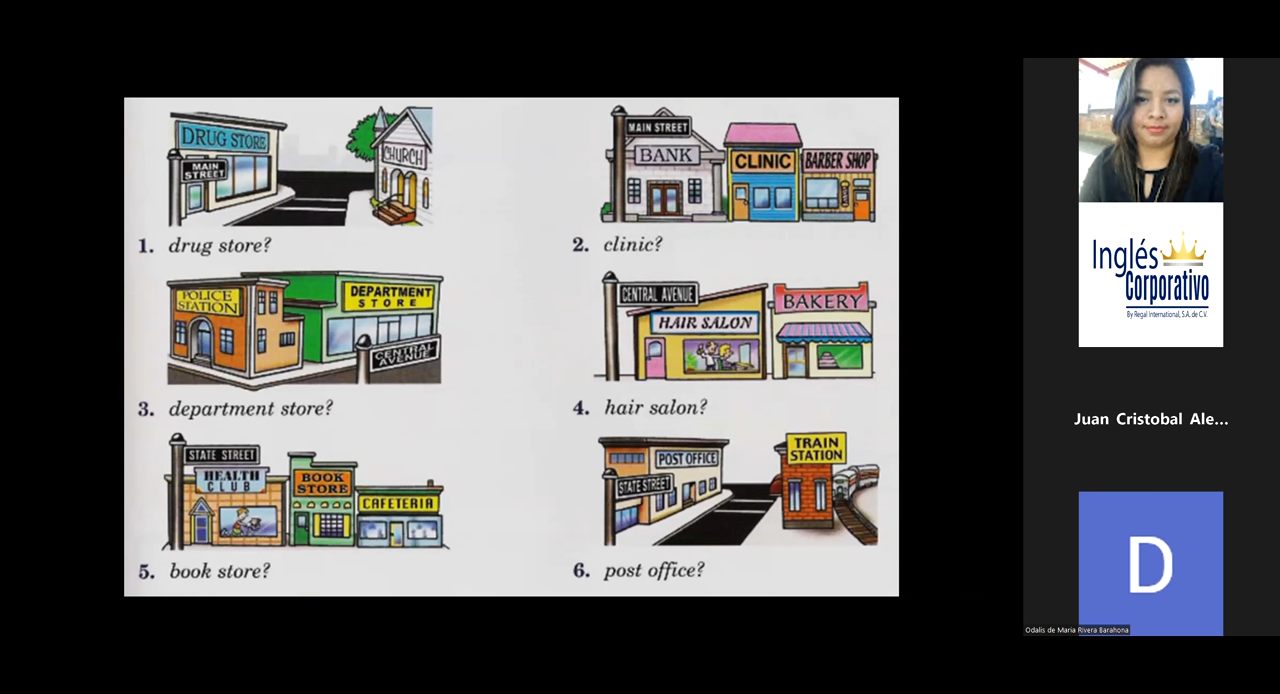 DRUG STORE
MAIN
STREET
CHURCH
1. drug store?
MAIN STREET
BANK
CLINIC
BARBER SHOP
2. clinic?
POLICE
STATION
DEPARTMENT
STORE
CENTRAL
AVENUE
3. department store?
CENTRAL AVENUE
HAIR SALON
BAKERY
4. hair salon?
STATE STREET
HEALTH
CLUB
BOOK
STORE
CAFETERIA
5. book store?
POST OFFICE
STATE STREET
TRAIN
STATION
6. post office?
Inglés
Corporativo
By Regal International, S.A. de C.V.
Juan Cristobal Ale...
D
Odalis de Maria Rivera Barahona